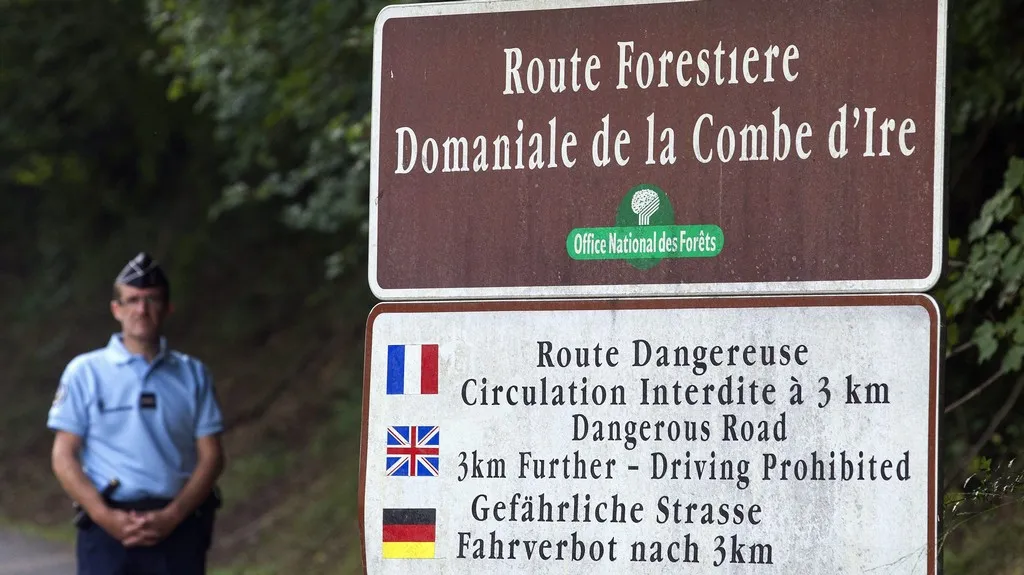 Route Forestiere
Domaniale de la Combe d'Ire
Office National des Forêts
Route Dangereuse
Circulation Interdite à 3 km
Dangerous Road
3km Further - Driving Prohibited
Gefährliche Strasse
Fahrverbot nach 3km